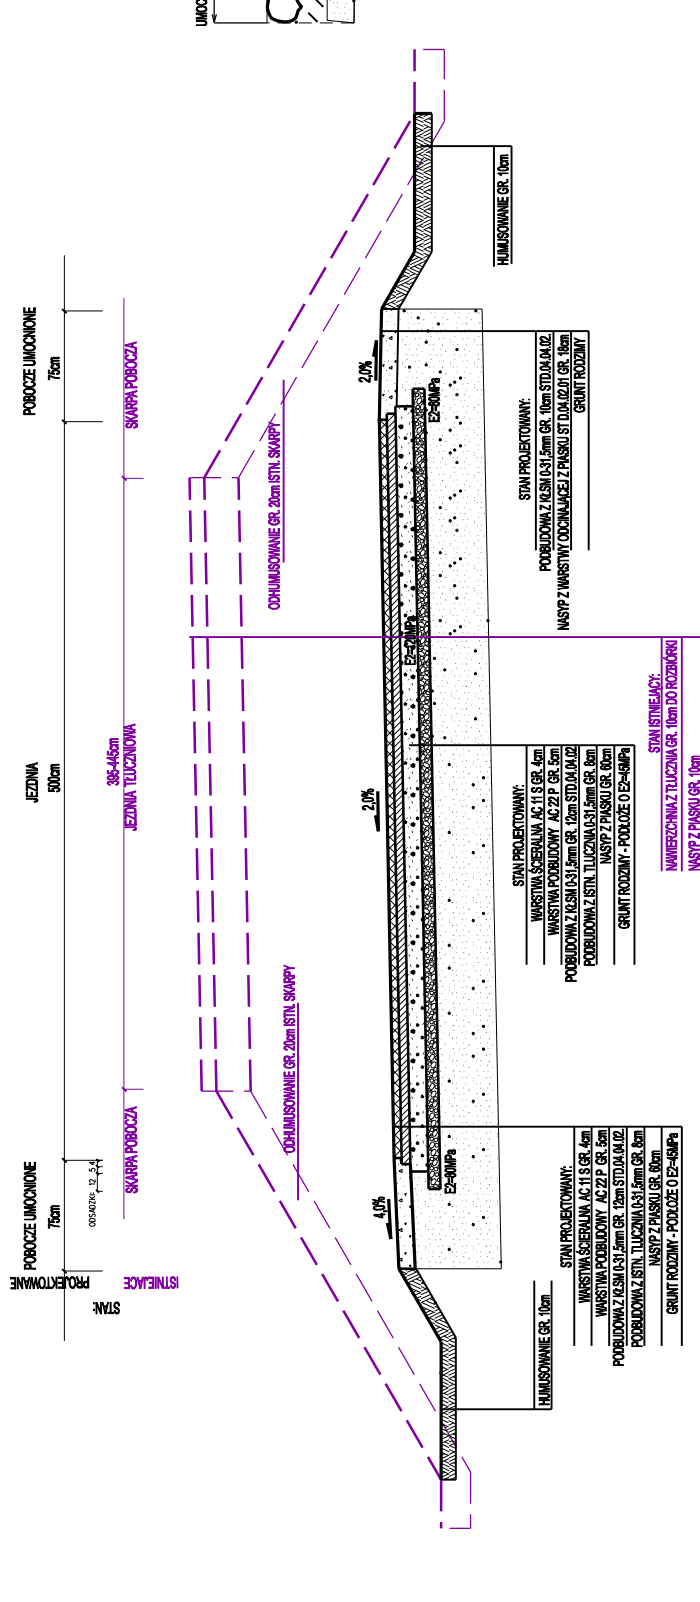 UMOC
POBOCZE UMOCNIONE
75cm
JEZDNIA
500cm
POBOCZE UMOCNIONE
75cm
ODSADZKI: 12 5 4
SKARPA POBOCZA
395-445cm
JEZDNIA TŁUCZNIOWA
SKARPA POBOCZA
STAN:
PROJEKTOWANE
ISTNIEJĄCE
ODHUMUSOWANIE GR. 20cm ISTN. SKARPY
ODHUMUSOWANIE GR. 20cm ISTN. SKARPY
4,0%
2,0%
2,0%
E2=80MPa
E2=120MPa
E2=80MPa
HUMUSOWANIE GR. 10cm
HUMUSOWANIE GR. 10cm
STAN PROJEKTOWANY:
WARSTWA ŚCIERALNA AC 11 S GR. 4cm
WARSTWA PODBUDOWY AC 22 P GR. 5cm
PODBUDOWA Z KŁSM 0-31,5mm GR. 12cm STD.04.04.02
PODBUDOWA Z ISTN. TŁUCZNIA 0-31,5mm GR. 8cm
NASYP Z PIASKU GR. 60cm
GRUNT RODZIMY - PODŁOŻE O E2=45MPa
STAN PROJEKTOWANY:
WARSTWA ŚCIERALNA AC 11 S GR. 4cm
WARSTWA PODBUDOWY AC 22 P GR. 5cm
PODBUDOWA Z KŁSM 0-31,5mm GR. 12cm STD.04.04.02
PODBUDOWA Z ISTN. TŁUCZNIA 0-31,5mm GR. 8cm
NASYP Z PIASKU GR. 60cm
GRUNT RODZIMY - PODŁOŻE O E2=45MPa
STAN PROJEKTOWANY:
PODBUDOWA Z KŁSM 0-31,5mm GR. 10cm STD.04.04.02.
NASYP Z WARSTWY ODCINAJĄCEJ Z PIASKU ST D.04.02.01 GR. 18cm
GRUNT RODZIMY
STAN ISTNIEJĄCY:
NAWIERZCHNIA Z TŁUCZNIA GR. 10cm DO ROZBIÓRKI
NASYP Z PIASKU GR. 10cm